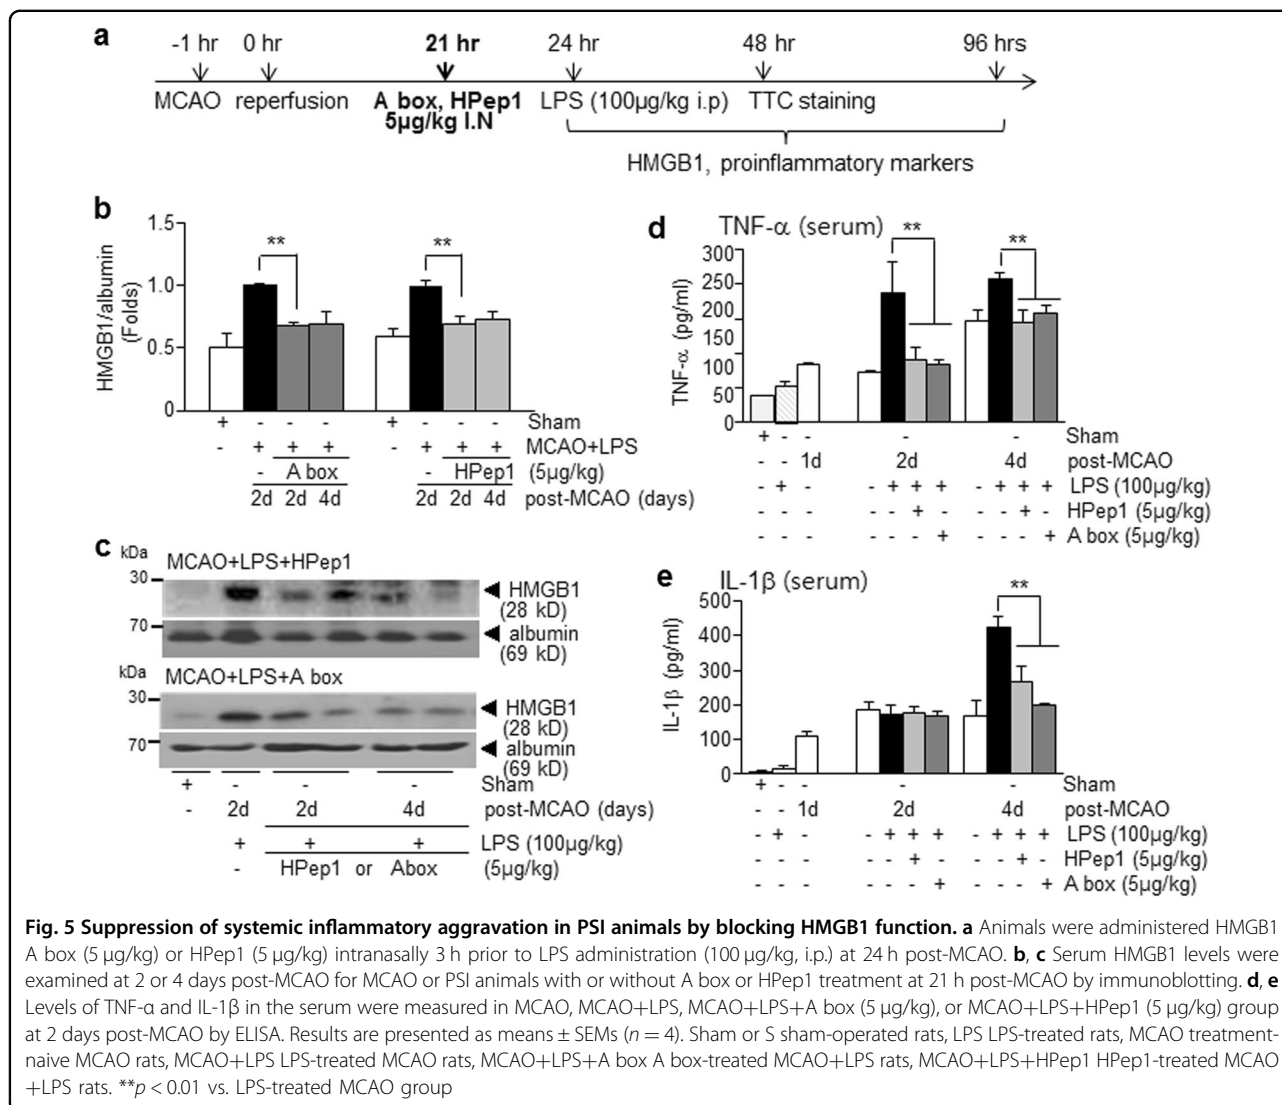 a
-1 hr 0 hr 21 hr 24 hr 48 hr 96 hrs
MCAO reperfusion A box, HPep1 LPS (100µg/kg i.p) TTC staining
5µg/kg I.N
HMGB1, proinflammatory markers
b
HMGB1/albumin
(Folds)
1.5
1.0
0.5
0
** **
+ - - - + - - - Sham
- + + + - + + + MCAO+LPS
- A box - HPep1 (5µg/kg)
2d 2d 4d 2d 2d 4d post-MCAO (days)
c
kDa
MCAO+LPS+HPep1
30
HMGB1
(28 kD)
70
albumin
(69 kD)
kDa
MCAO+LPS+A box
30
HMGB1
(28 kD)
70
albumin
(69 kD)
+ - - - Sham
- 2d 2d 4d post-MCAO (days)
+ + + LPS (100µg/kg)
- HPep1 or Abox (5µg/kg)
d
TNF-α (serum)
TNF-α (pg/ml)
300
250
200
150
100
50
0
** **
+ - - - Sham
- - 1d 2d 4d post-MCAO
- + - - + + + - + + + LPS (100µg/kg)
- - - - - + - - + HPep1 (5µg/kg)
- - - - - + - - + A box (5µg/kg)
e
IL-1β (serum)
IL-1β (pg/ml)
500
400
300
200
100
0
**
+ - - - Sham
- - 1d 2d 4d post-MCAO
- + - - + + + - + + + LPS (100µg/kg)
- - - - - + - - + HPep1 (5µg/kg)
- - - - - + - - + A box (5µg/kg)
Fig. 5 Suppression of systemic inflammatory aggravation in PSI animals by blocking HMGB1 function. a Animals were administered HMGB1
A box (5 µg/kg) or HPep1 (5 µg/kg) intranasally 3 h prior to LPS administration (100 µg/kg, i.p.) at 24 h post-MCAO. b, c Serum HMGB1 levels were
examined at 2 or 4 days post-MCAO for MCAO or PSI animals with or without A box or HPep1 treatment at 21 h post-MCAO by immunoblotting. d, e
Levels of TNF-α and IL-1β in the serum were measured in MCAO, MCAO+LPS, MCAO+LPS+A box (5 µg/kg), or MCAO+LPS+HPep1 (5 µg/kg) group
at 2 days post-MCAO by ELISA. Results are presented as means ± SEMs (n = 4). Sham or S sham-operated rats, LPS LPS-treated rats, MCAO treatment-
naive MCAO rats, MCAO+LPS LPS-treated MCAO rats, MCAO+LPS+A box A box-treated MCAO+LPS rats, MCAO+LPS+HPep1 HPep1-treated MCAO
+LPS rats. **p < 0.01 vs. LPS-treated MCAO group